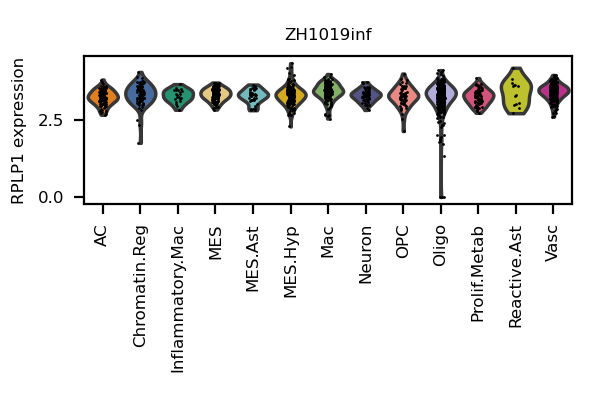 ZH1019inf
RPLP1 expression
2.5
0.0
AC
Chromatin.Reg
Inflammatory.Mac
MES
MES.Ast
MES.Hyp
Mac
Neuron
OPC
Oligo
Prolif.Metab
Reactive.Ast
Vasc